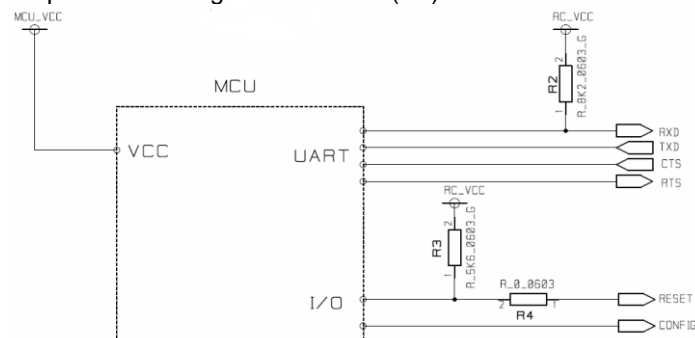 MCU_VCC
RC_VCC
MCU
R2
R_8K2_0603_G
2
1
VCC
UART
RXD
TXD
CTS
RTS
RC_VCC
R3
R_5K6_0603_G
2
1
I/O
R_0_0603
2
1
R4
RESET
CONFIG